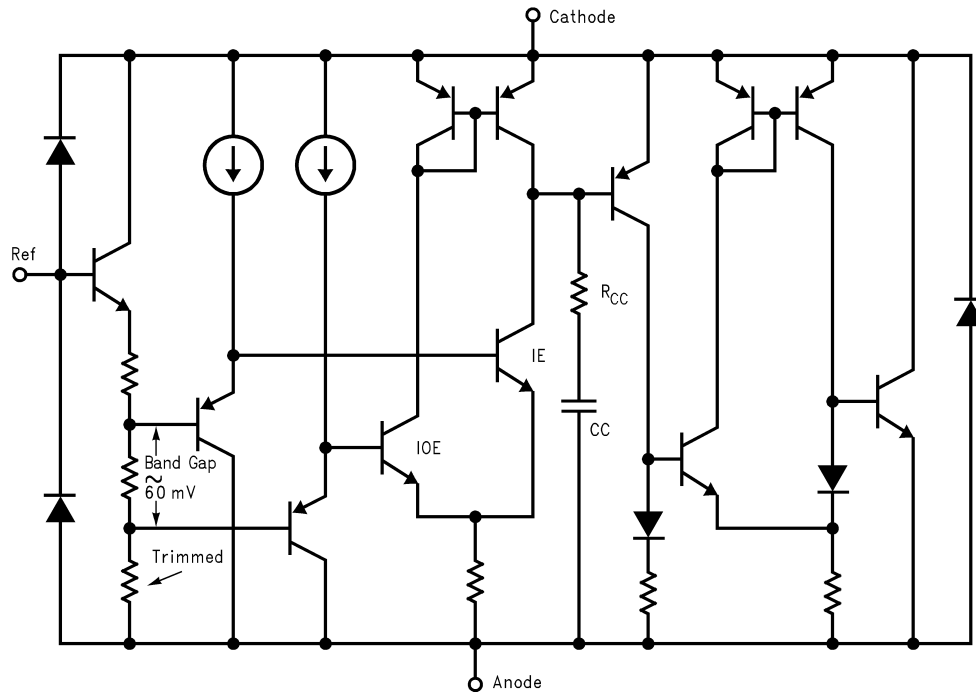 Cathode
Ref
R_CC
IE
CC
IOE
Band Gap
≈
60 mV
Trimmed
Anode